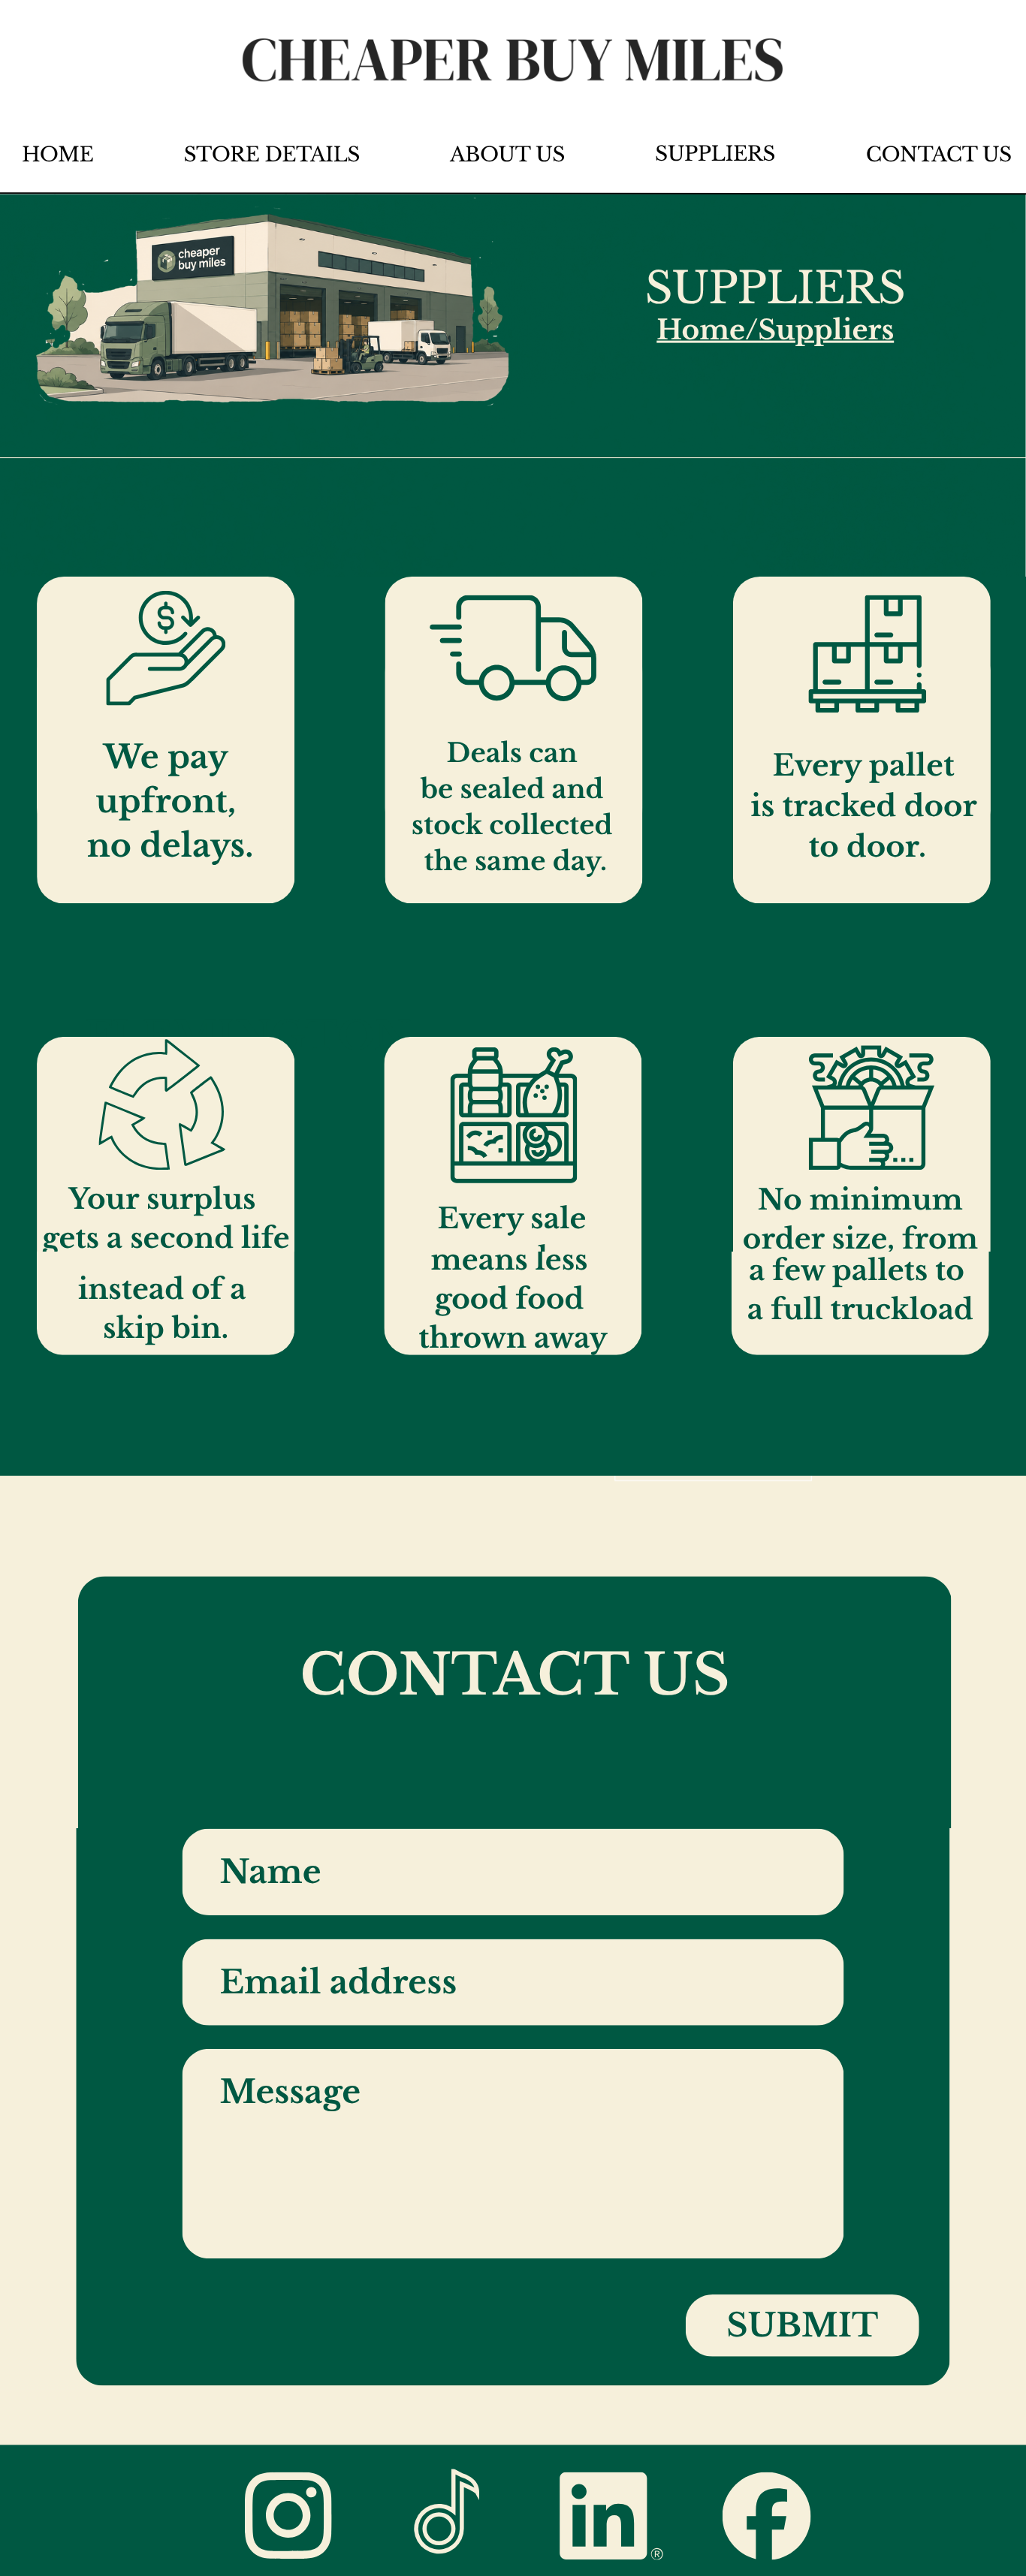 CHEAPER BUY MILES
HOME STORE DETAILS ABOUT US SUPPLIERS CONTACT US
cheaper
buy miles
SUPPLIERS
Home/Suppliers
$
We pay
upfront,
no delays.
Deals can
be sealed and
stock collected
the same day.
Every pallet
is tracked door
to door.
Your surplus
gets a second life
instead of a
skip bin.
Every sale
means less
good food
thrown away
No minimum
order size, from
a few pallets to
a full truckload
CONTACT US
Name
Email address
Message
SUBMIT
in ®
f